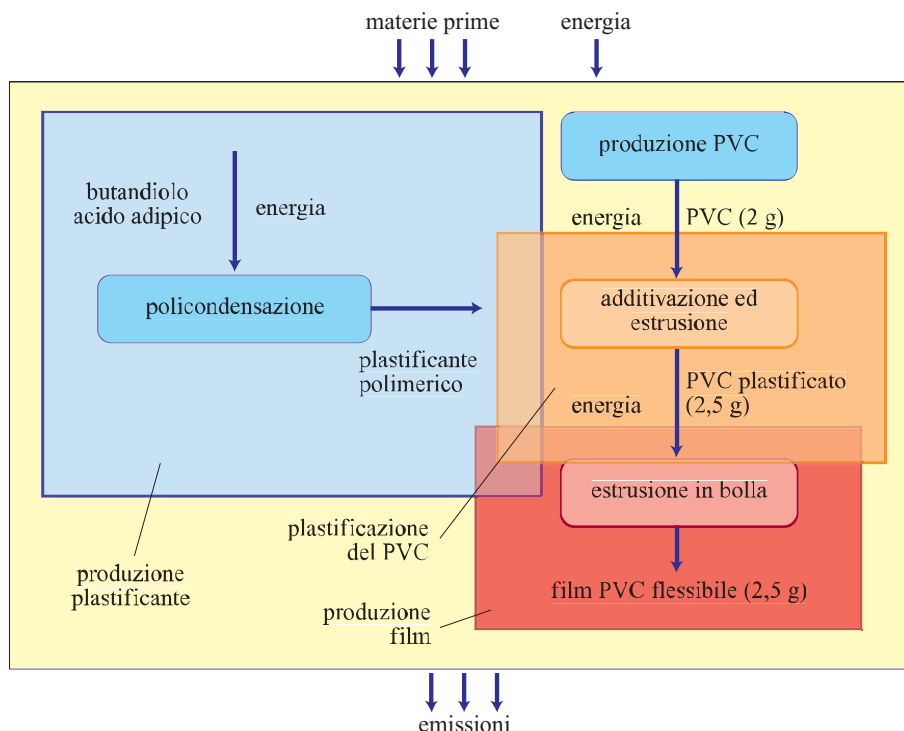 materie prime
energia
produzione PVC
butandiolo
acido adipico
energia
energia
PVC (2 g)
policondensazione
additivazione ed
estrusione
plastificante
polimerico
PVC plastificato
(2,5 g)
energia
estrusione in bolla
plastificazione
del PVC
produzione
plastificante
film PVC flessibile (2,5 g)
produzione
film
emissioni